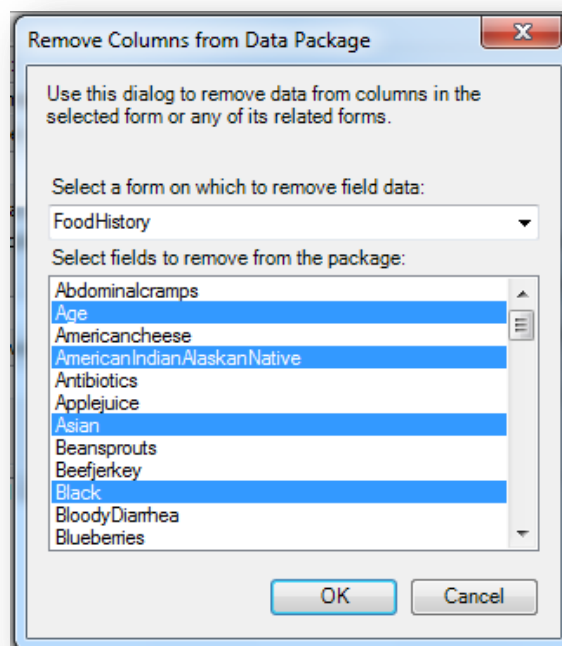 Remove Columns from Data Package
Use this dialog to remove data from columns in the
selected form or any of its related forms.
Select a form on which to remove field data:
FoodHistory
Select fields to remove from the package:
Abdominalcramps
Age
Americancheese
AmericanIndianAlaskanNative
Antibiotics
Applejuice
Asian
Beansprouts
Beefjerkey
Black
BloodyDiarrhea
Blueberries
OK
Cancel